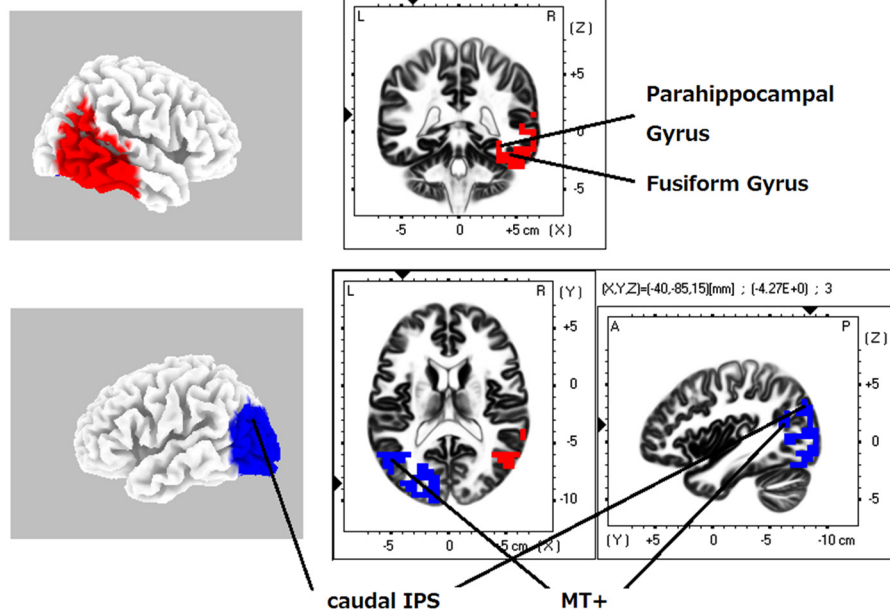 L R
(Z)
+5
0
-5
-5 0 +5 cm (X)
Parahippocampal
Gyrus
Fusiform Gyrus
L R (Y)
+5
0
-5
-10
-5 0 +5 cm (X)
(X,Y,Z)=(-40,-85,15)[mm] ; (-4.27E+0) ; 3
A P
(Z)
+5
0
-5
(Y) +5 0 -5 -10 cm
caudal IPS MT+